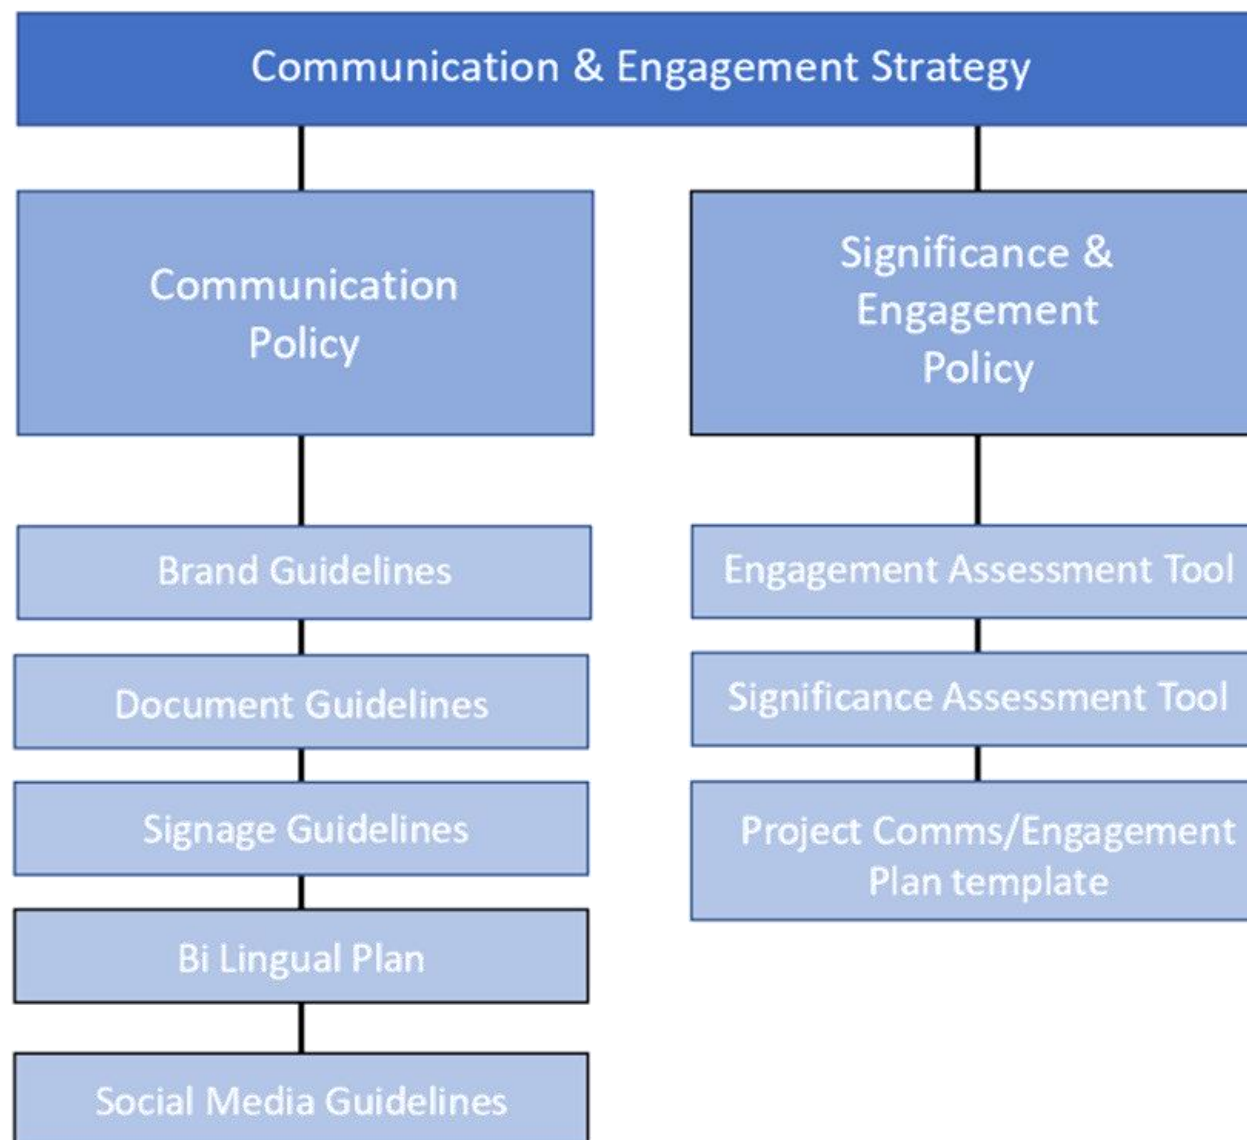 Communication & Engagement Strategy
Communication
Policy
Brand Guidelines
Document Guidelines
Signage Guidelines
Bi Lingual Plan
Social Media Guidelines
Significance &
Engagement
Policy
Engagement Assessment Tool
Significance Assessment Tool
Project Comms/Engagement
Plan template